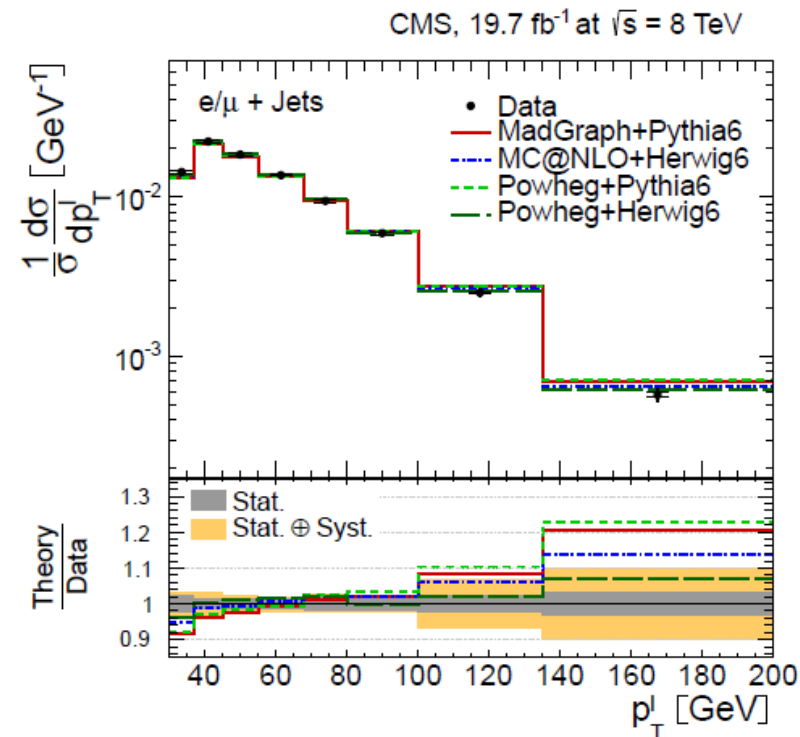 CMS, 19.7 fb⁻¹ at √s = 8 TeV
e/μ + Jets
Data
MadGraph+Pythia6
MC@NLO+Herwig6
Powheg+Pythia6
Powheg+Herwig6
1/σ dσ/dp_T^l [GeV⁻¹]
10⁻²
10⁻³
Stat.
Stat. ⊕ Syst.
Theory
Data
1.3
1.2
1.1
1
0.9
40 60 80 100 120 140 160 180 200
p_T^l [GeV]